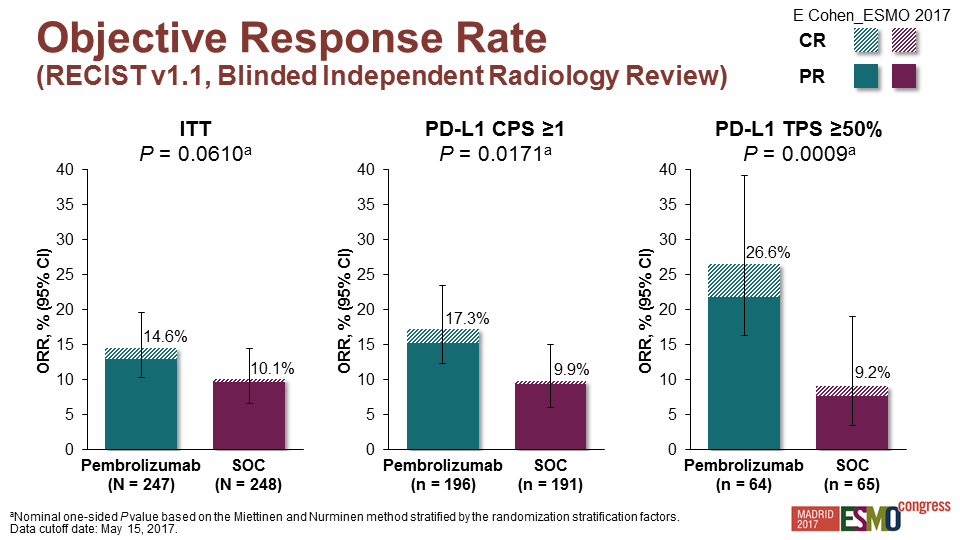 E Cohen_ESMO 2017
Objective Response Rate
(RECIST v1.1, Blinded Independent Radiology Review)
CR
PR
ITT
P = 0.0610ᵃ
ORR, % (95% CI)
40
35
30
25
20
15
10
5
0
14.6%
10.1%
Pembrolizumab
(N = 247)
SOC
(N = 248)
PD-L1 CPS ≥1
P = 0.0171ᵃ
ORR, % (95% CI)
40
35
30
25
20
15
10
5
0
17.3%
9.9%
Pembrolizumab
(n = 196)
SOC
(n = 191)
PD-L1 TPS ≥50%
P = 0.0009ᵃ
ORR, % (95% CI)
40
35
30
25
20
15
10
5
0
26.6%
9.2%
Pembrolizumab
(n = 64)
SOC
(n = 65)
ᵃNominal one-sided P value based on the Miettinen and Nurminen method stratified by the randomization stratification factors.
Data cutoff date: May 15, 2017.
MADRID
2017
ESMO
congress